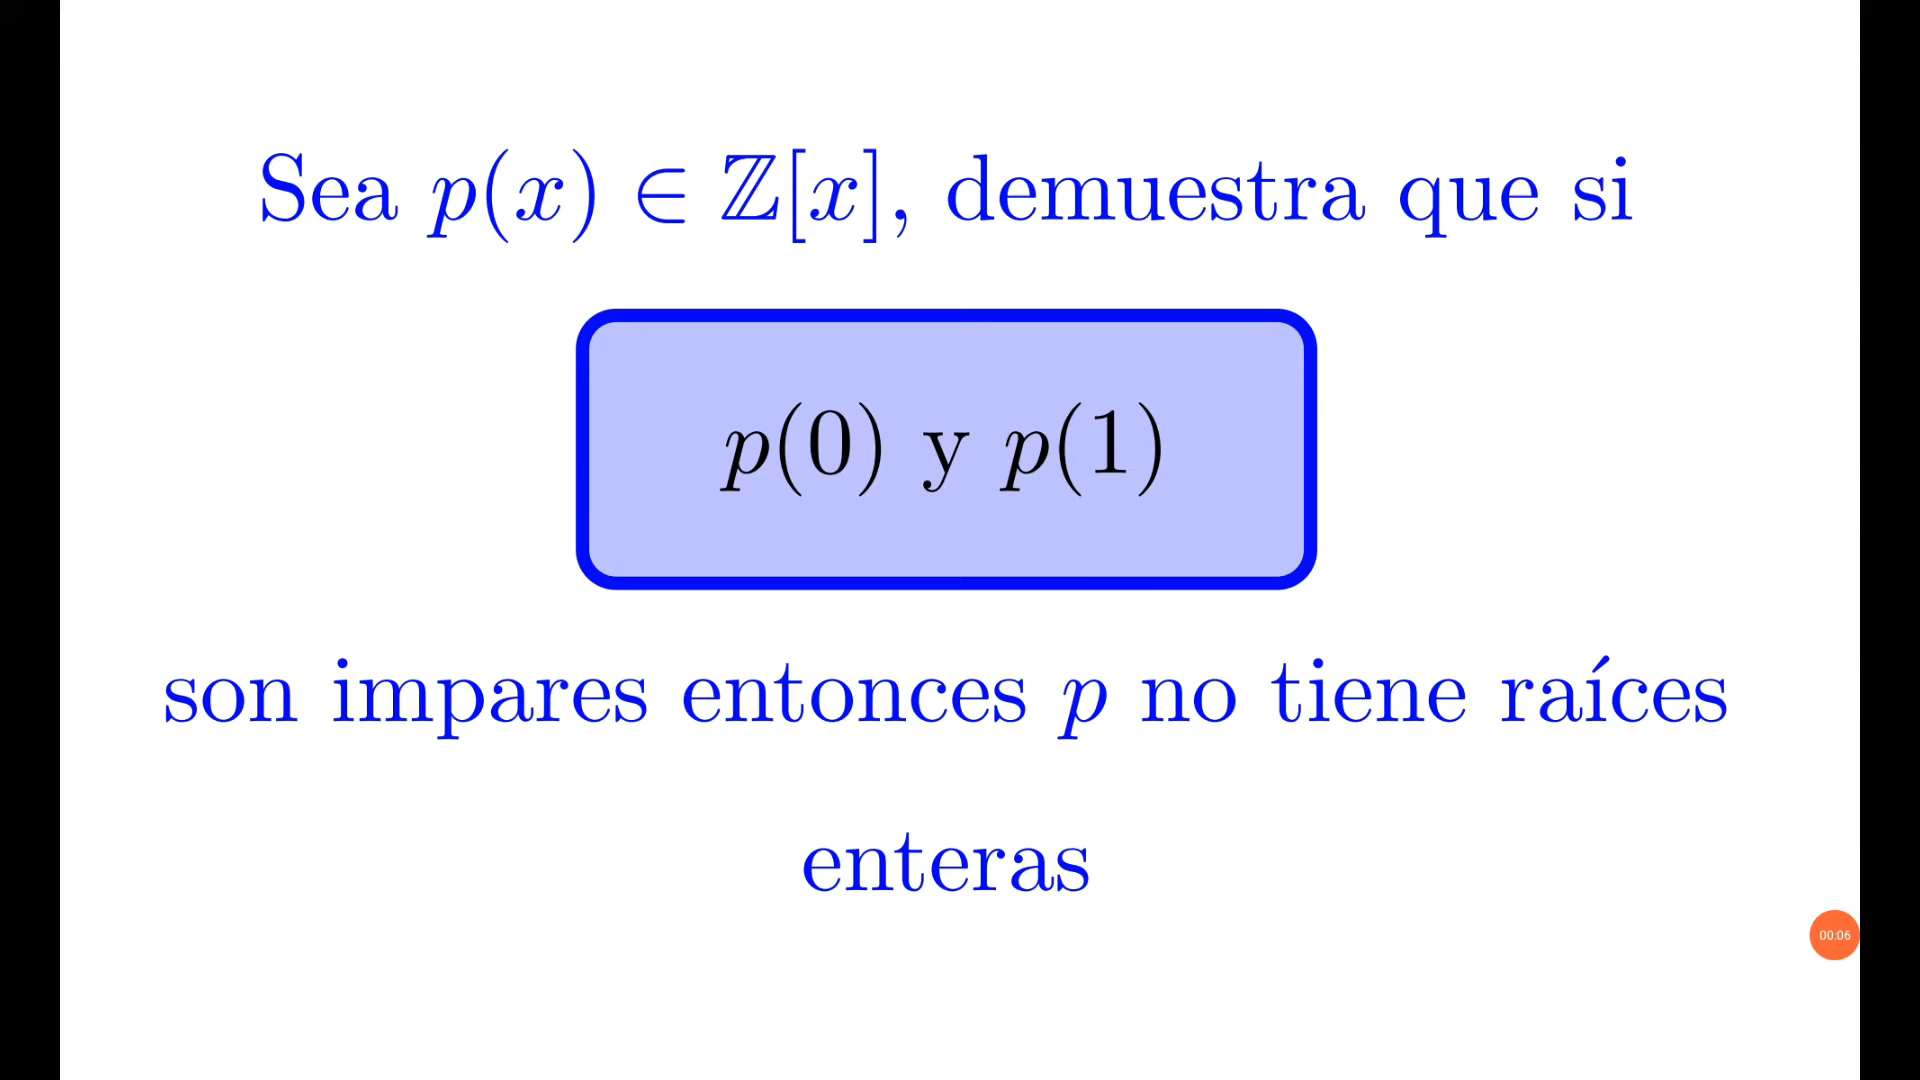 Sea p(x) ∈ ℤ[x], demuestra que si
p(0) y p(1)
son impares entonces p no tiene raíces
enteras
00:06